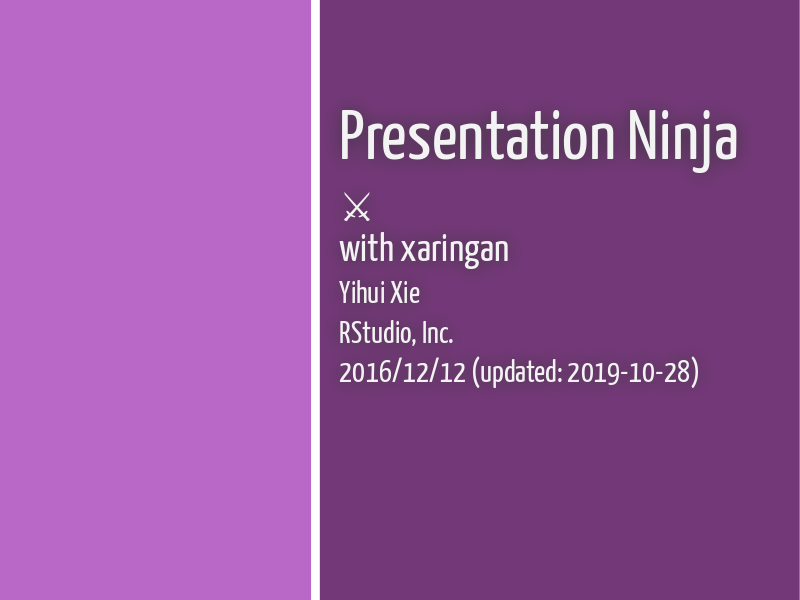 Presentation Ninja
⚔
with xaringan
Yihui Xie
RStudio, Inc.
2016/12/12 (updated: 2019-10-28)